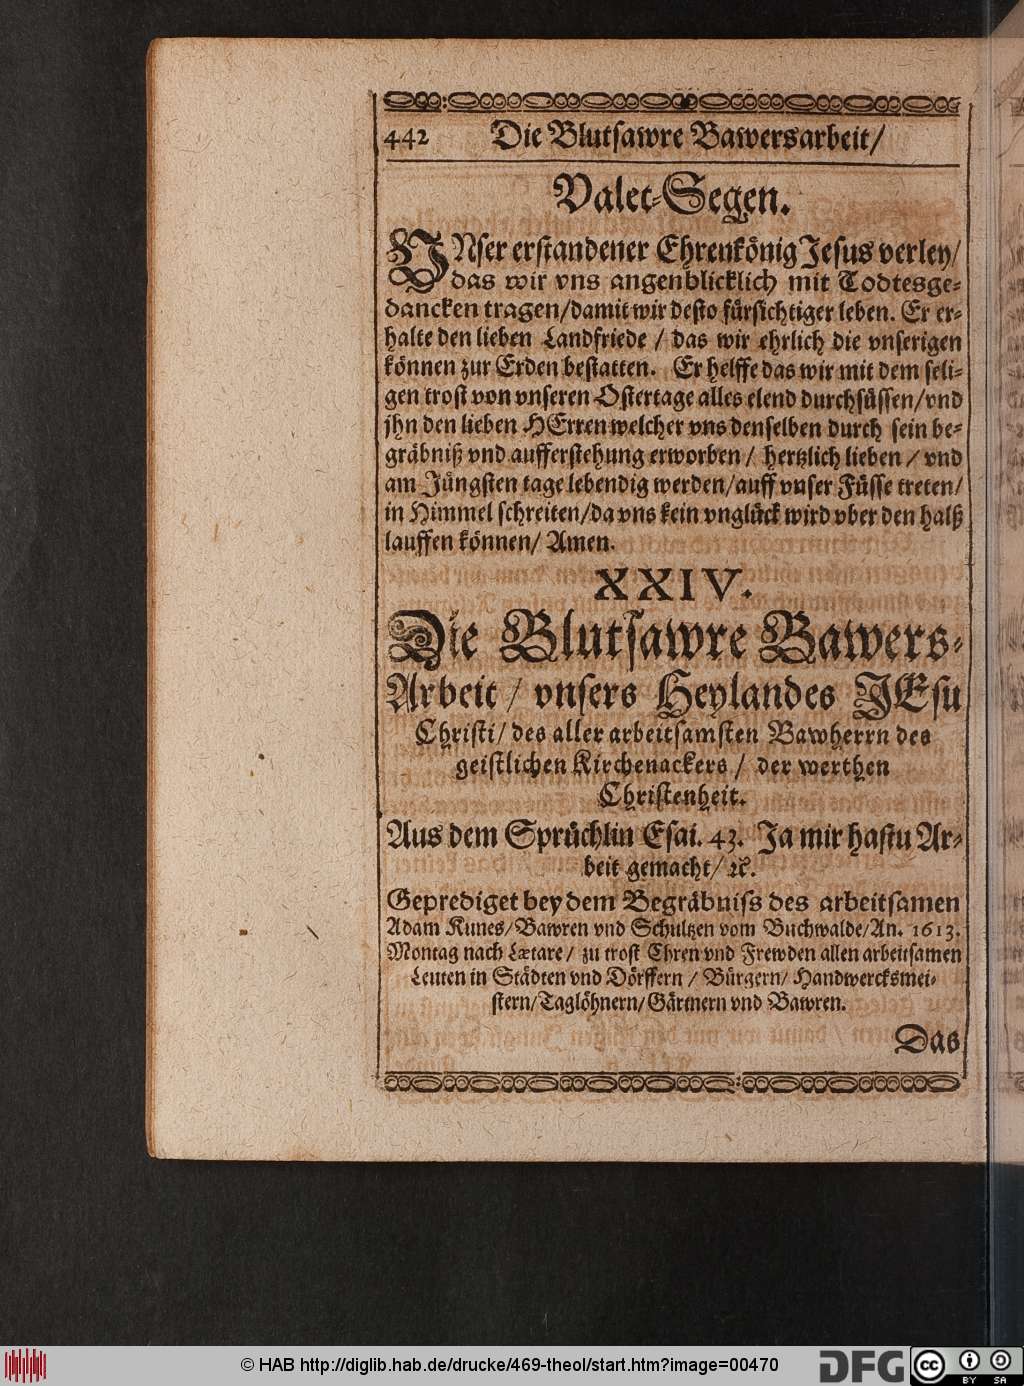 442 Die Blutsawre Bawersarbeit/
Valet-Segen.
VNser erstandener Ehrenkönig Jesus verley/
das wir vns angenblicklich mit Todtesge-
dancken tragen/damit wir desto fürsichtiger leben. Er er-
halte den lieben Landfriede / das wir ehrlich die vnserigen
können zur Erden bestatten. Er helffe das wir mit dem seli-
gen trost von vnseren Ostertage alles elend durchsüssen/vnd
jhn den lieben HErren welcher vns denselben durch sein be-
gräbniß vnd aufferstehung erworben / hertzlich lieben / vnd
am Jüngsten tage lebendig werden/auff vnser Füsse treten/
in Himmel schreiten/da vns kein vnglück wird vber den halß
lauffen können/ Amen.
XXIV.
Die Blutsawre Bawers-
Arbeit / vnsers Heylandes JEsu
Christi/ des aller arbeitsamsten Bawherrn des
geistlichen Kirchenackers / der werthen
Christenheit.
Aus dem Sprüchlin Esai. 43. Ja mir hastu Ar-
beit gemacht/ ꝛc.
Geprediget bey dem Begräbniss des arbeitsamen
Adam Kunes/Bawren vnd Schultzen vom Buchwalde/An. 1613.
Montag nach Lætare/ zu trost Ehren vnd Frewden allen arbeitsamen
Leuten in Städten vnd Dörffern / Bürgern/ Handwercksmei-
stern/Taglöhnern/Gärtnern vnd Bawren.
Das
© HAB http://diglib.hab.de/drucke/469-theol/start.htm?image=00470
DFG
cc BY SA